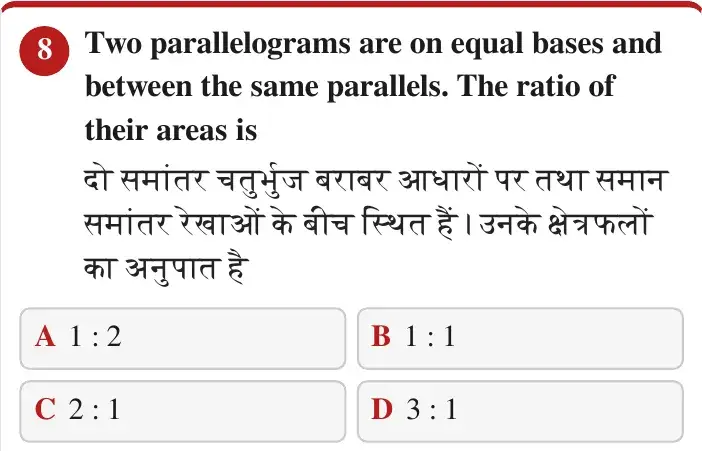 8 Two parallelograms are on equal bases and
between the same parallels. The ratio of
their areas is
दो समांतर चतुर्भुज बराबर आधारों पर तथा समान
समांतर रेखाओं के बीच स्थित हैं। उनके क्षेत्रफलों
का अनुपात है
A 1 : 2
B 1 : 1
C 2 : 1
D 3 : 1